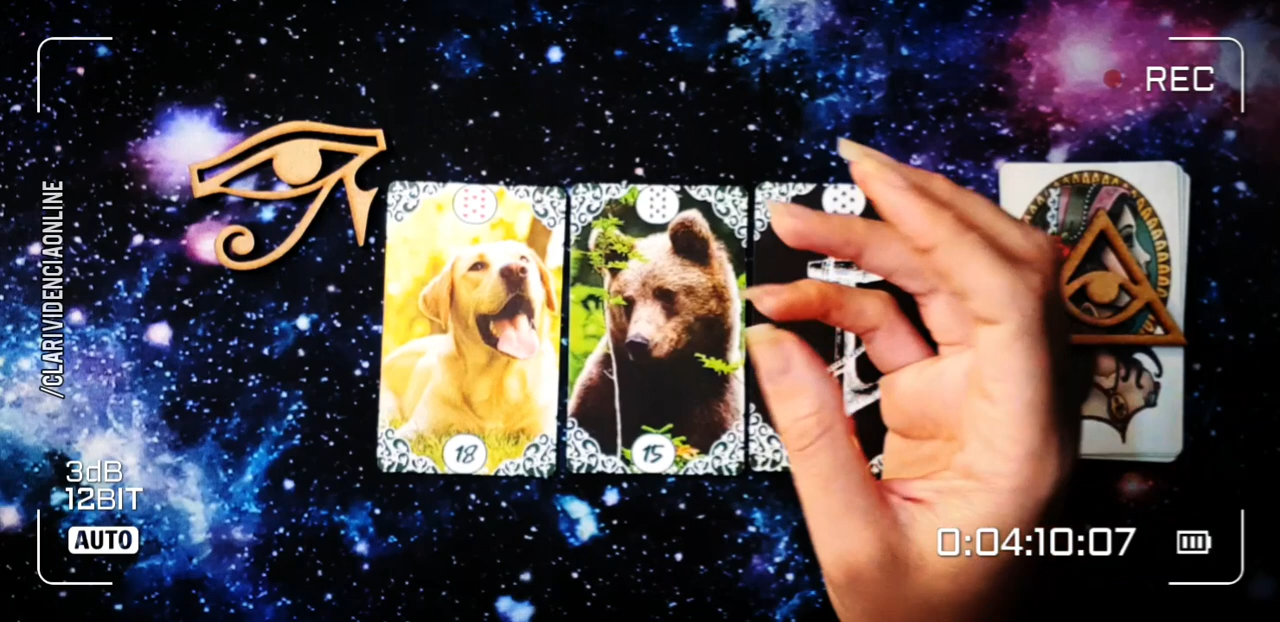 REC
/CLARIVIDENCIAONLINE
18
15
3dB
12BIT
AUTO
0:04:10:07